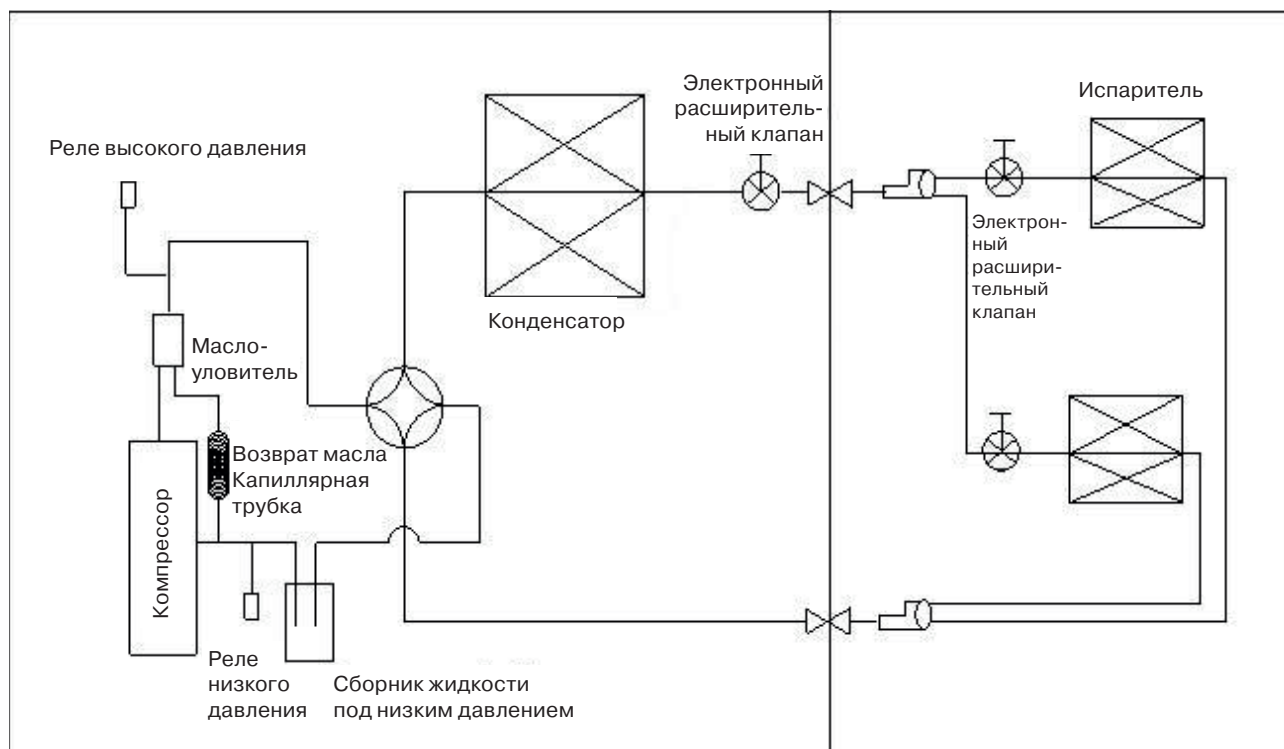 Электронный
расширитель-
ный клапан
Испаритель
Реле высокого давления
Электрон-
ный
расшири-
тельный
клапан
Конденсатор
Масло-
уловитель
Возврат масла
Капиллярная
трубка
Компрессор
Реле
низкого
давления
Сборник жидкости
под низким давлением